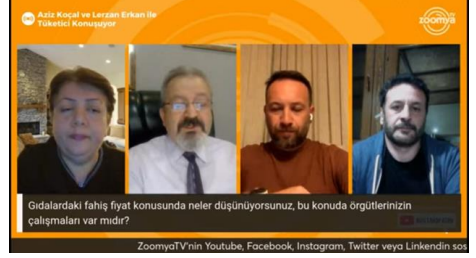 Aziz Koçal ve Lerzan Erkan ile
Tüketici Konuşuyor
zoomya
Gıdalardaki fahiş fiyat konusunda neler düşünüyorsunuz, bu konuda örgütlerinizin
çalışmaları var mıdır?
ZoomyaTV'nin Youtube, Facebook, Instagram, Twitter veya Linkendin sos